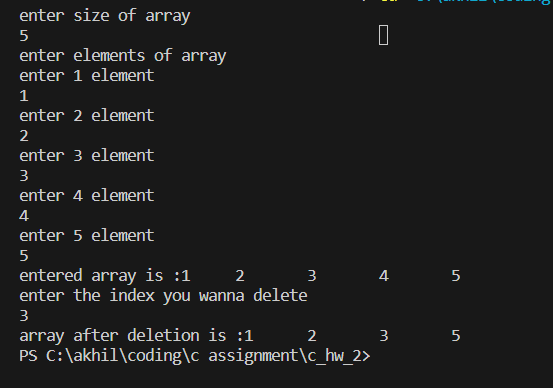 enter size of array
5
enter elements of array
enter 1 element
1
enter 2 element
2
enter 3 element
3
enter 4 element
4
enter 5 element
5
entered array is :1 2 3 4 5
enter the index you wanna delete
3
array after deletion is :1 2 3 5
PS C:\akhil\coding\c assignment\c_hw_2>